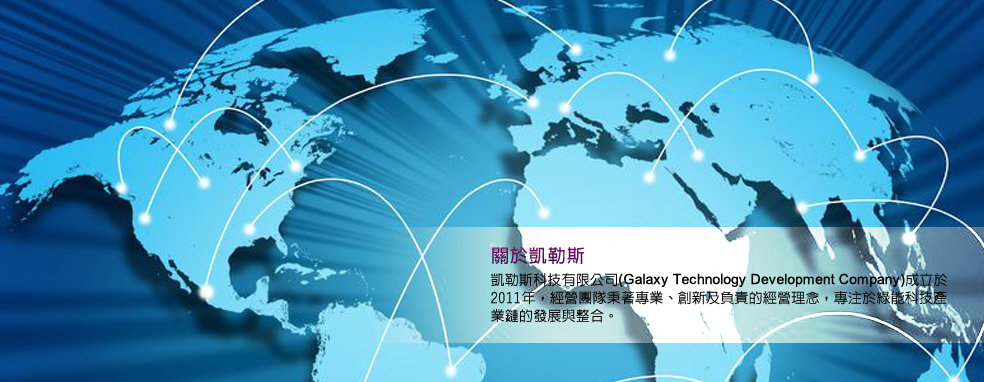 關於凱勒斯
凱勒斯科技有限公司(Galaxy Technology Development Company)成立於
2011年，經營團隊秉著專業、創新及負責的經營理念，專注於綠能科技產
業鏈的發展與整合。